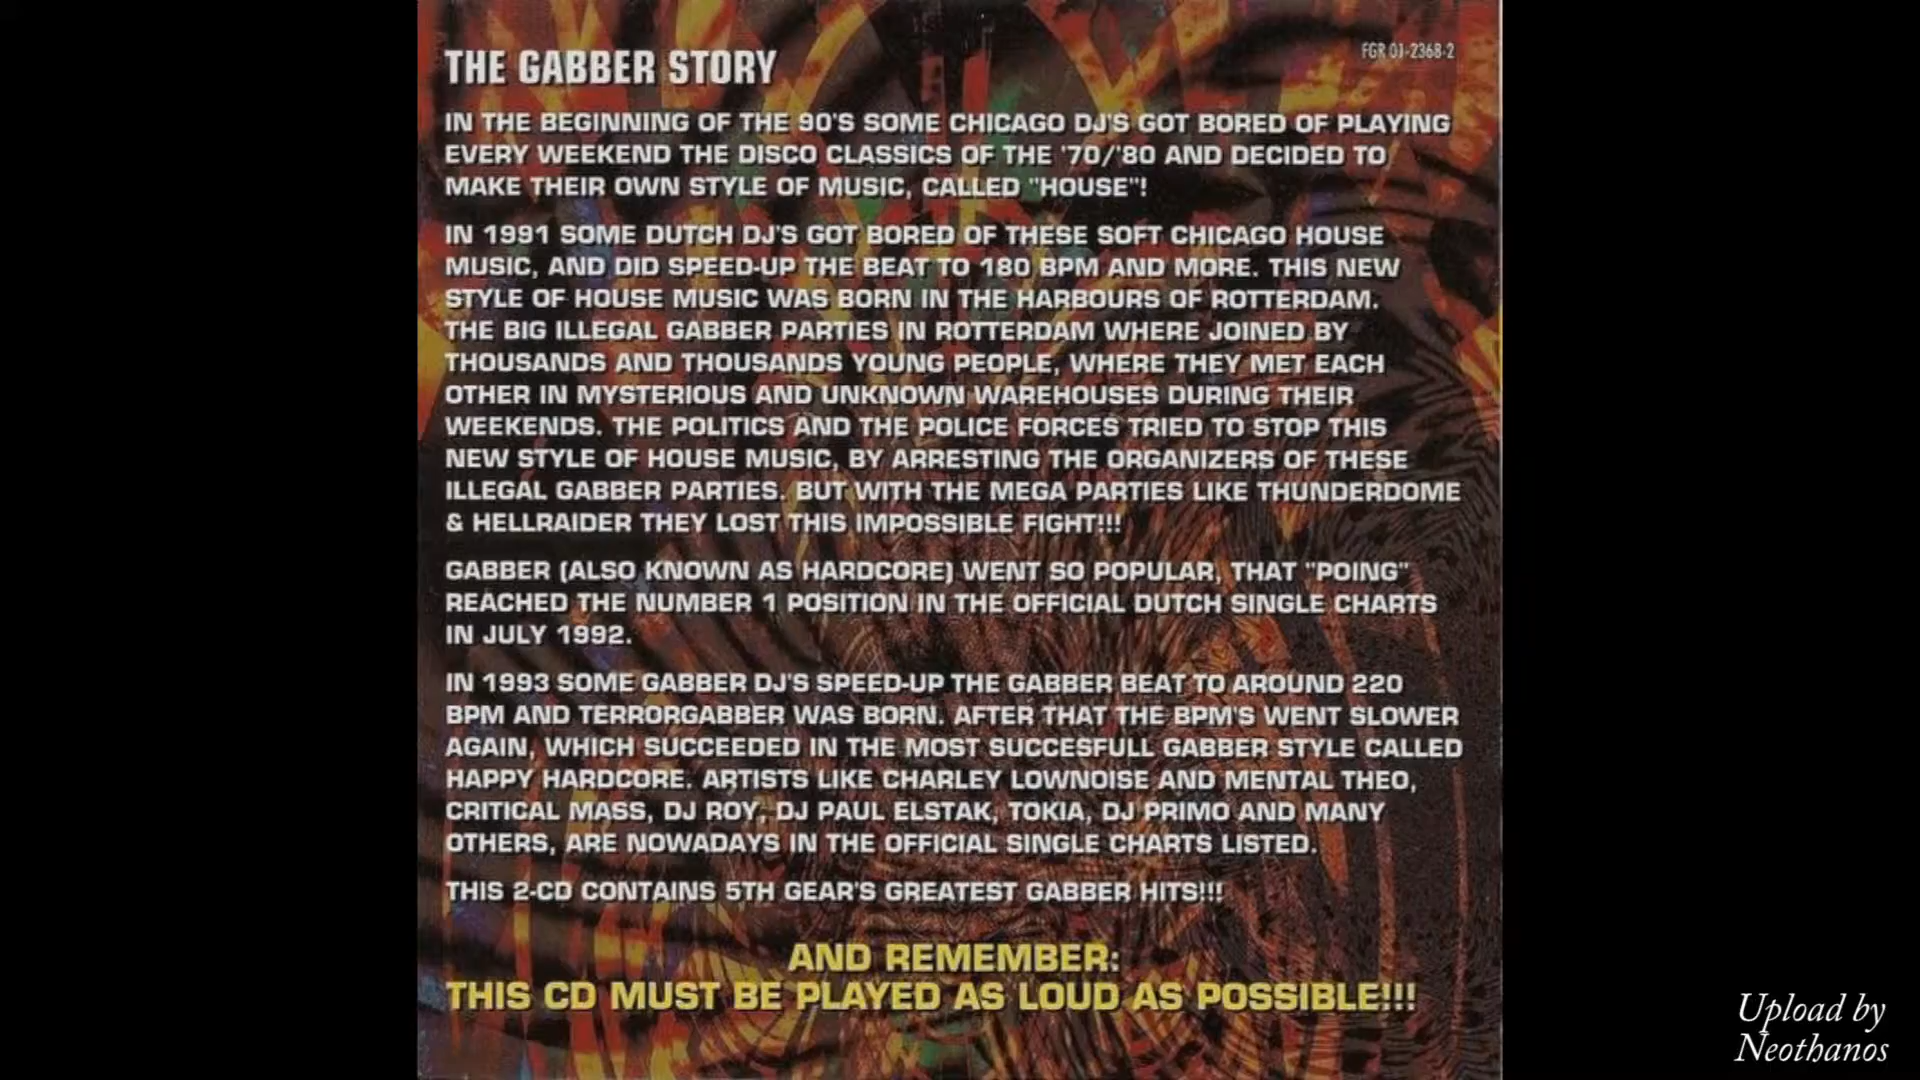 THE GABBER STORY
FGR 01-2368-2
IN THE BEGINNING OF THE 90'S SOME CHICAGO DJ'S GOT BORED OF PLAYING
EVERY WEEKEND THE DISCO CLASSICS OF THE '70/'80 AND DECIDED TO
MAKE THEIR OWN STYLE OF MUSIC, CALLED "HOUSE"!
IN 1991 SOME DUTCH DJ'S GOT BORED OF THESE SOFT CHICAGO HOUSE
MUSIC, AND DID SPEED-UP THE BEAT TO 180 BPM AND MORE. THIS NEW
STYLE OF HOUSE MUSIC WAS BORN IN THE HARBOURS OF ROTTERDAM.
THE BIG ILLEGAL GABBER PARTIES IN ROTTERDAM WHERE JOINED BY
THOUSANDS AND THOUSANDS YOUNG PEOPLE, WHERE THEY MET EACH
OTHER IN MYSTERIOUS AND UNKNOWN WAREHOUSES DURING THEIR
WEEKENDS. THE POLITICS AND THE POLICE FORCES TRIED TO STOP THIS
NEW STYLE OF HOUSE MUSIC, BY ARRESTING THE ORGANIZERS OF THESE
ILLEGAL GABBER PARTIES. BUT WITH THE MEGA PARTIES LIKE THUNDERDOME
& HELLRAIDER THEY LOST THIS IMPOSSIBLE FIGHT!!!
GABBER (ALSO KNOWN AS HARDCORE) WENT SO POPULAR, THAT "POING"
REACHED THE NUMBER 1 POSITION IN THE OFFICIAL DUTCH SINGLE CHARTS
IN JULY 1992.
IN 1993 SOME GABBER DJ'S SPEED-UP THE GABBER BEAT TO AROUND 220
BPM AND TERRORGABBER WAS BORN. AFTER THAT THE BPM'S WENT SLOWER
AGAIN, WHICH SUCCEEDED IN THE MOST SUCCESFULL GABBER STYLE CALLED
HAPPY HARDCORE. ARTISTS LIKE CHARLEY LOWNOISE AND MENTAL THEO,
CRITICAL MASS, DJ ROY, DJ PAUL ELSTAK, TOKIA, DJ PRIMO AND MANY
OTHERS, ARE NOWADAYS IN THE OFFICIAL SINGLE CHARTS LISTED.
THIS 2-CD CONTAINS 5TH GEAR'S GREATEST GABBER HITS!!!
AND REMEMBER:
THIS CD MUST BE PLAYED AS LOUD AS POSSIBLE!!!
Upload by
Neothanos